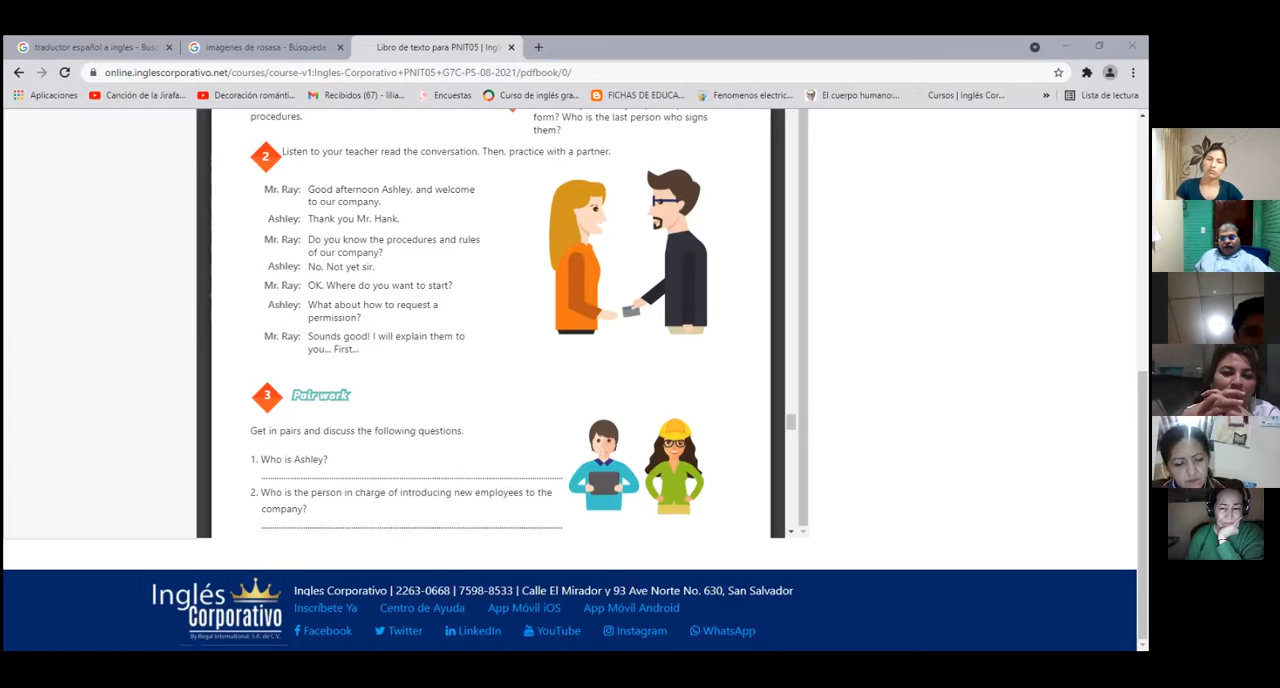 traductor español a ingles - Busc
imagenes de rosasa - Búsqueda
Libro de texto para PNIT05 | Ingl
online.inglescorporativo.net/courses/course-v1:Ingles-Corporativo+PNIT05+G7C-P5-08-2021/pdfbook/0/
Aplicaciones
Canción de la Jirafa...
Decoración románti...
Recibidos (67) - lilia...
Encuestas
Curso de inglés gra...
FICHAS DE EDUCA...
Fenomenos electric...
El cuerpo humano:...
Cursos | Inglés Cor...
»
Lista de lectura
procedures.
form? Who is the last person who signs
them?
2 Listen to your teacher read the conversation. Then, practice with a partner.
Mr. Ray: Good afternoon Ashley, and welcome
to our company.
Ashley: Thank you Mr. Hank.
Mr. Ray: Do you know the procedures and rules
of our company?
Ashley: No. Not yet sir.
Mr. Ray: OK. Where do you want to start?
Ashley: What about how to request a
permission?
Mr. Ray: Sounds good! I will explain them to
you... First...
3 Pair work
Get in pairs and discuss the following questions.
1. Who is Ashley?
2. Who is the person in charge of introducing new employees to the
company?
Inglés
Corporativo
By Regal International, S.A. de C.V.
Ingles Corporativo | 2263-0668 | 7598-8533 | Calle El Mirador y 93 Ave Norte No. 630, San Salvador
Inscríbete Ya
Centro de Ayuda
App Móvil iOS
App Móvil Android
Facebook
Twitter
LinkedIn
YouTube
Instagram
WhatsApp